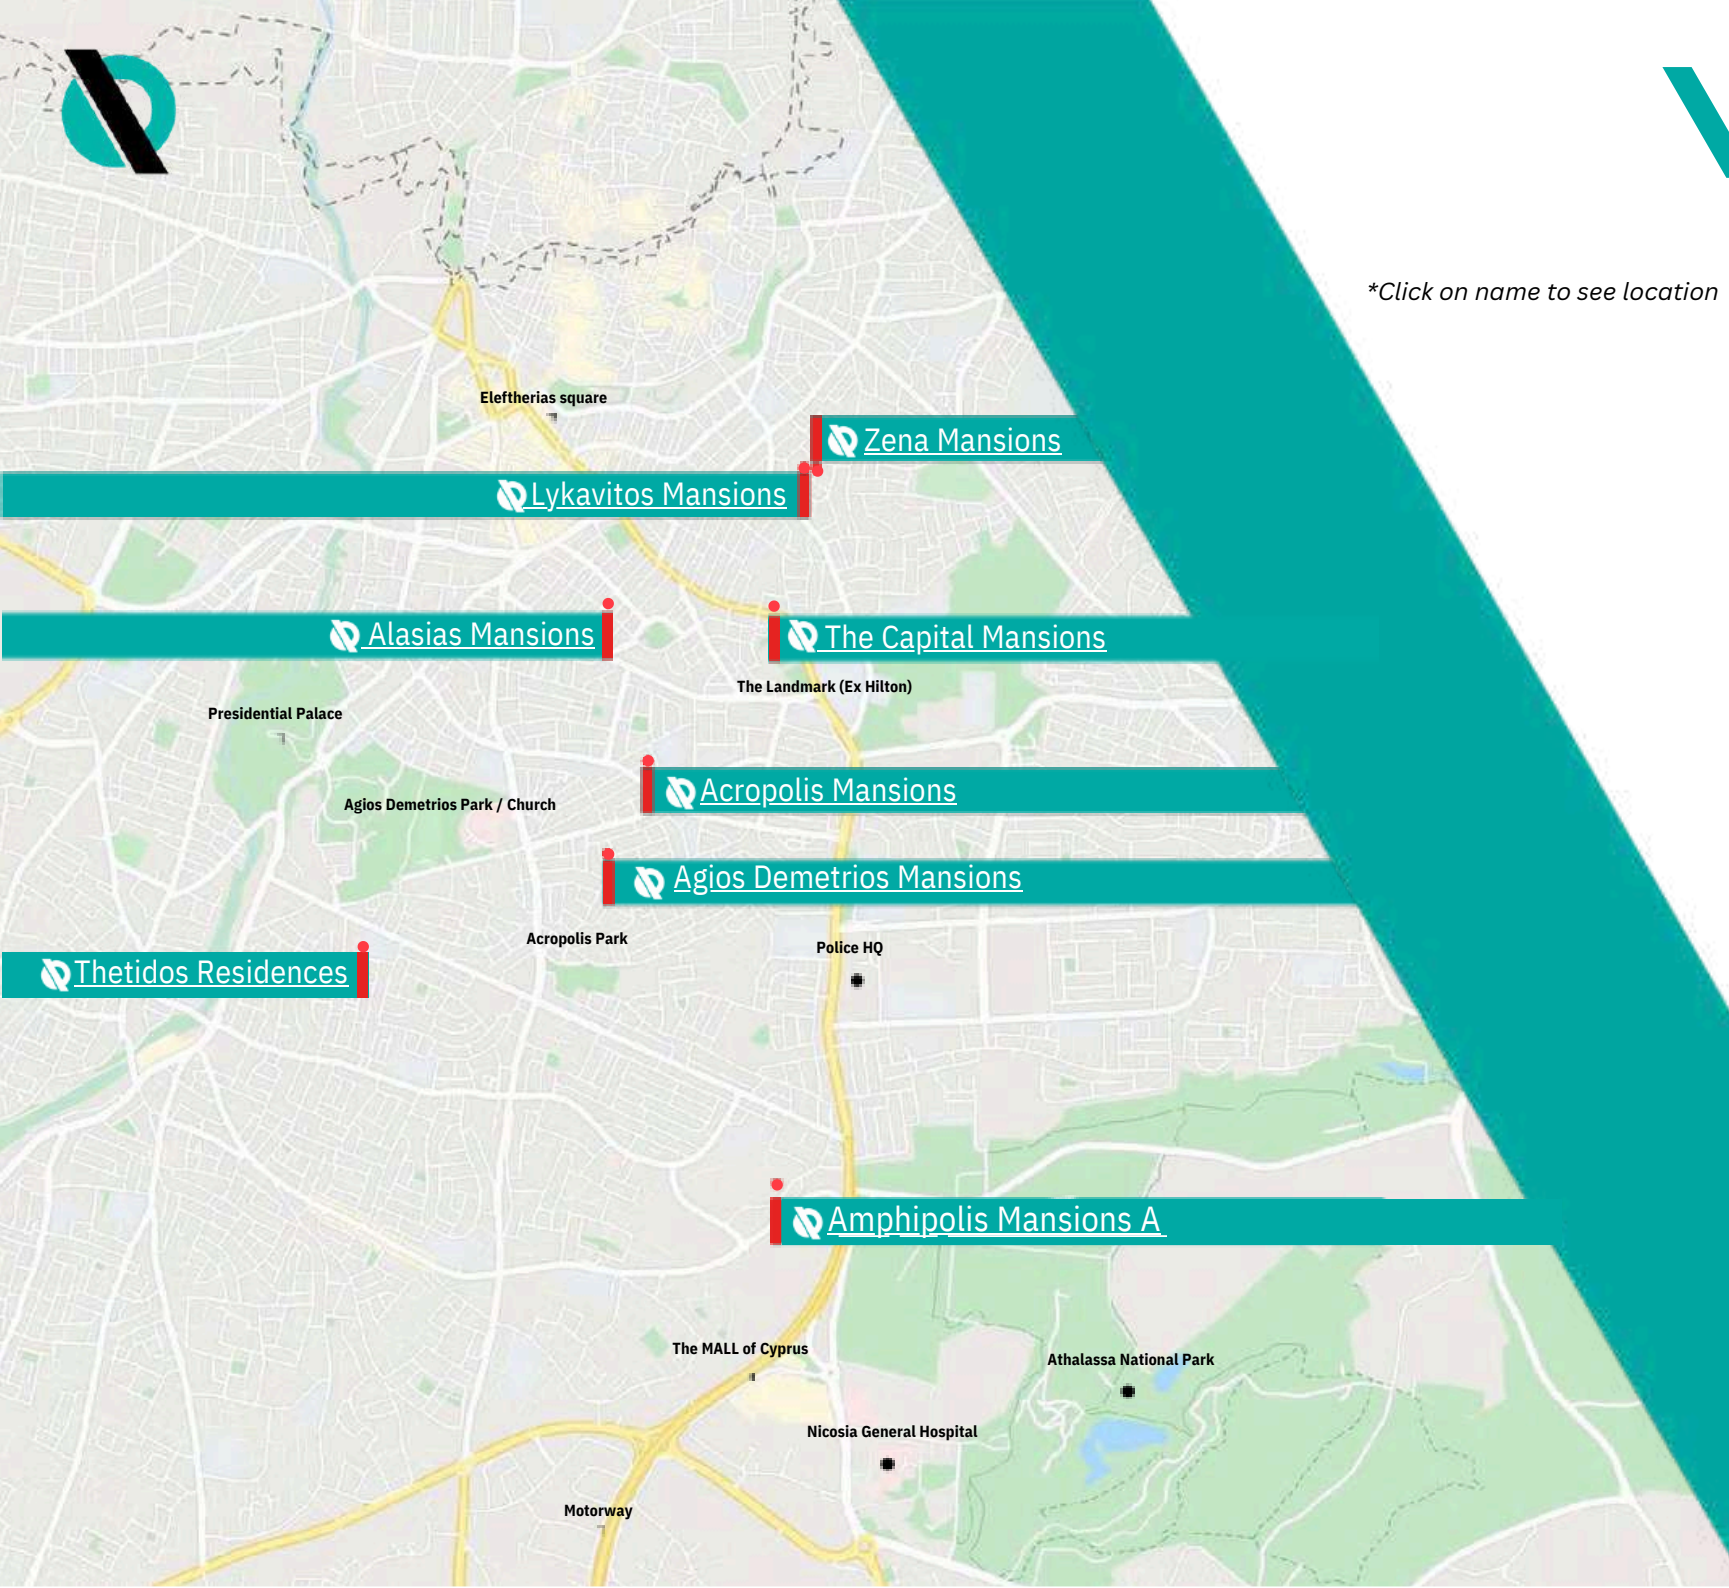 *Click on name to see location
Eleftherias square
Zena Mansions
Lykavitos Mansions
Alasias Mansions
The Capital Mansions
The Landmark (Ex Hilton)
Presidential Palace
Acropolis Mansions
Agios Demetrios Park / Church
Agios Demetrios Mansions
Acropolis Park
Police HQ
Thetidos Residences
Amphipolis Mansions A
The MALL of Cyprus
Athalassa National Park
Nicosia General Hospital
Motorway